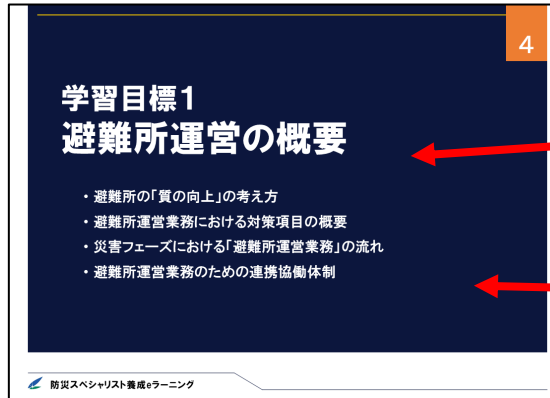 4
学習目標1
避難所運営の概要
・避難所の「質の向上」の考え方
・避難所運営業務における対策項目の概要
・災害フェーズにおける「避難所運営業務」の流れ
・避難所運営業務のための連携協働体制
防災スペシャリスト養成eラーニング